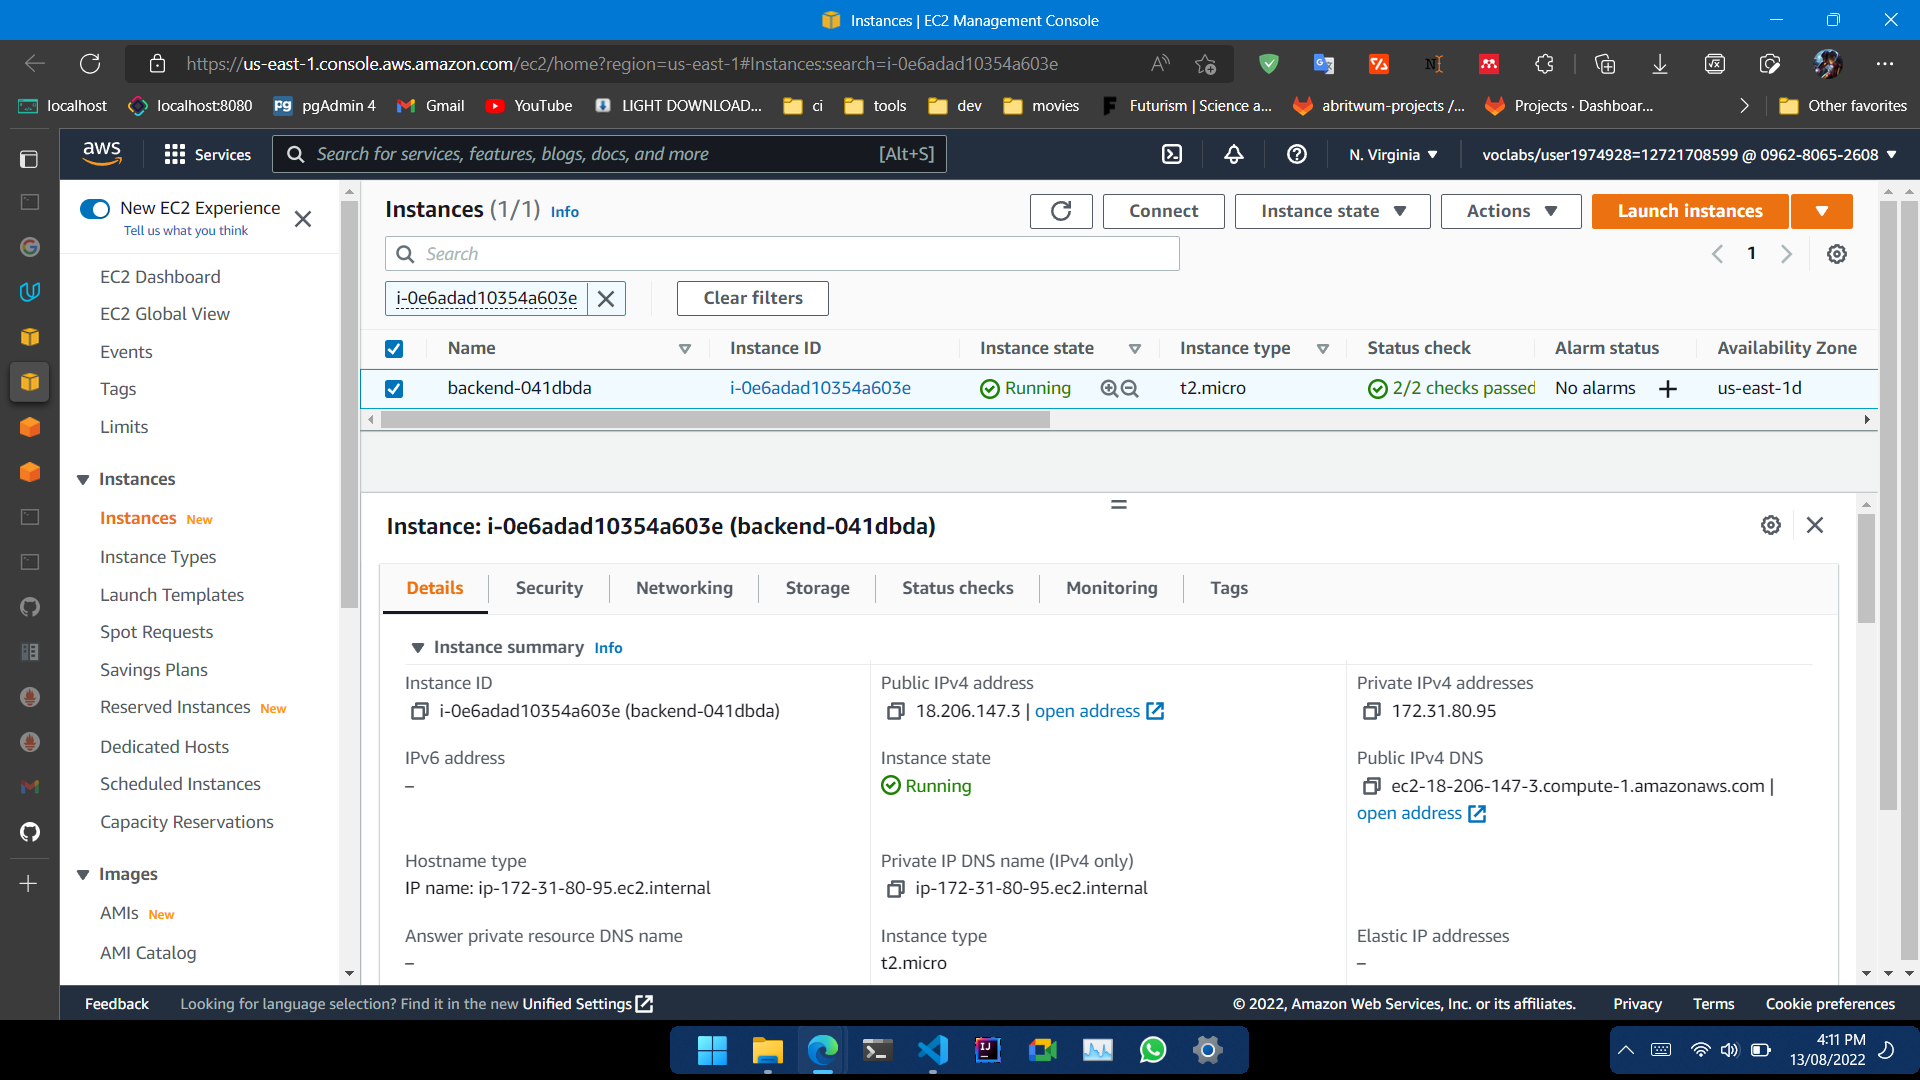 Instances | EC2 Management Console
https://us-east-1.console.aws.amazon.com/ec2/home?region=us-east-1#Instances:search=i-0e6adad10354a603e
localhost localhost:8080 pgAdmin 4 Gmail YouTube LIGHT DOWNLOAD... ci tools dev movies Futurism | Science a... abritwum-projects /... Projects · Dashboar... Other favorites
aws Services Search for services, features, blogs, docs, and more [Alt+S] N. Virginia voclabs/user1974928=12721708599 @ 0962-8065-2608
New EC2 Experience
Tell us what you think
EC2 Dashboard
EC2 Global View
Events
Tags
Limits
Instances
Instances New
Instance Types
Launch Templates
Spot Requests
Savings Plans
Reserved Instances New
Dedicated Hosts
Scheduled Instances
Capacity Reservations
Images
AMIs New
AMI Catalog
Instances (1/1) Info Connect Instance state Actions Launch instances
Search 1
i-0e6adad10354a603e Clear filters
Name Instance ID Instance state Instance type Status check Alarm status Availability Zone
backend-041dbda i-0e6adad10354a603e Running t2.micro 2/2 checks passed No alarms us-east-1d
Instance: i-0e6adad10354a603e (backend-041dbda)
Details Security Networking Storage Status checks Monitoring Tags
Instance summary Info
Instance ID Public IPv4 address Private IPv4 addresses
i-0e6adad10354a603e (backend-041dbda) 18.206.147.3 | open address 172.31.80.95
IPv6 address Instance state Public IPv4 DNS
– Running ec2-18-206-147-3.compute-1.amazonaws.com |
open address
Hostname type Private IP DNS name (IPv4 only)
IP name: ip-172-31-80-95.ec2.internal ip-172-31-80-95.ec2.internal
Answer private resource DNS name Instance type Elastic IP addresses
– t2.micro –
Feedback Looking for language selection? Find it in the new Unified Settings © 2022, Amazon Web Services, Inc. or its affiliates. Privacy Terms Cookie preferences
4:11 PM
13/08/2022